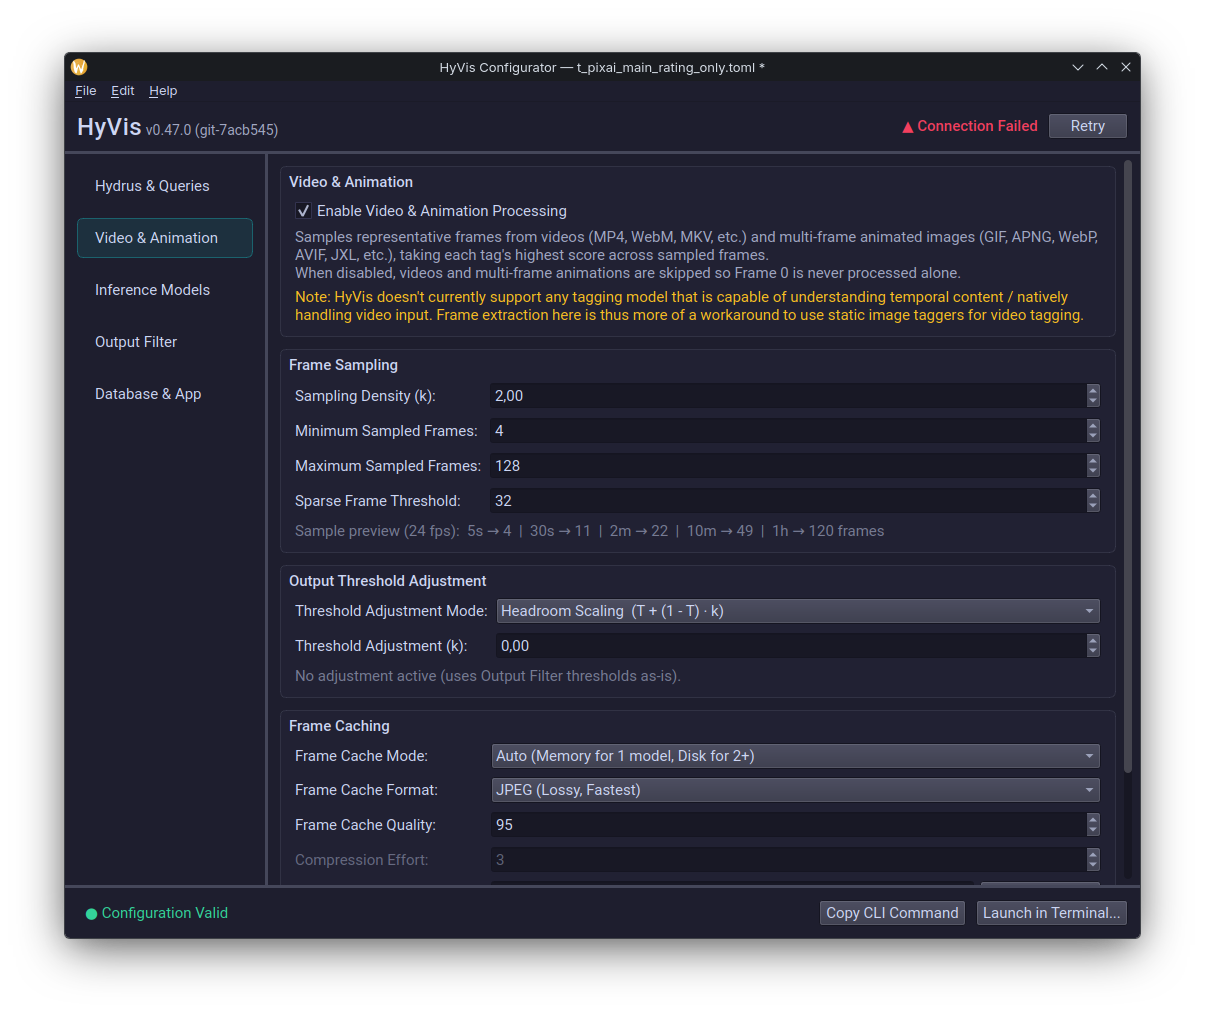 HyVis Configurator — t_pixai_main_rating_only.toml *
File Edit Help
HyVis v0.47.0 (git-7acb545)
Connection Failed
Retry
Hydrus & Queries
Video & Animation
Inference Models
Output Filter
Database & App
Video & Animation
Enable Video & Animation Processing
Samples representative frames from videos (MP4, WebM, MKV, etc.) and multi-frame animated images (GIF, APNG, WebP,
AVIF, JXL, etc.), taking each tag's highest score across sampled frames.
When disabled, videos and multi-frame animations are skipped so Frame 0 is never processed alone.
Note: HyVis doesn't currently support any tagging model that is capable of understanding temporal content / natively
handling video input. Frame extraction here is thus more of a workaround to use static image taggers for video tagging.
Frame Sampling
Sampling Density (k): 2,00
Minimum Sampled Frames: 4
Maximum Sampled Frames: 128
Sparse Frame Threshold: 32
Sample preview (24 fps): 5s → 4 | 30s → 11 | 2m → 22 | 10m → 49 | 1h → 120 frames
Output Threshold Adjustment
Threshold Adjustment Mode: Headroom Scaling (T + (1 - T) · k)
Threshold Adjustment (k): 0,00
No adjustment active (uses Output Filter thresholds as-is).
Frame Caching
Frame Cache Mode: Auto (Memory for 1 model, Disk for 2+)
Frame Cache Format: JPEG (Lossy, Fastest)
Frame Cache Quality: 95
Compression Effort: 3
Configuration Valid
Copy CLI Command
Launch in Terminal...